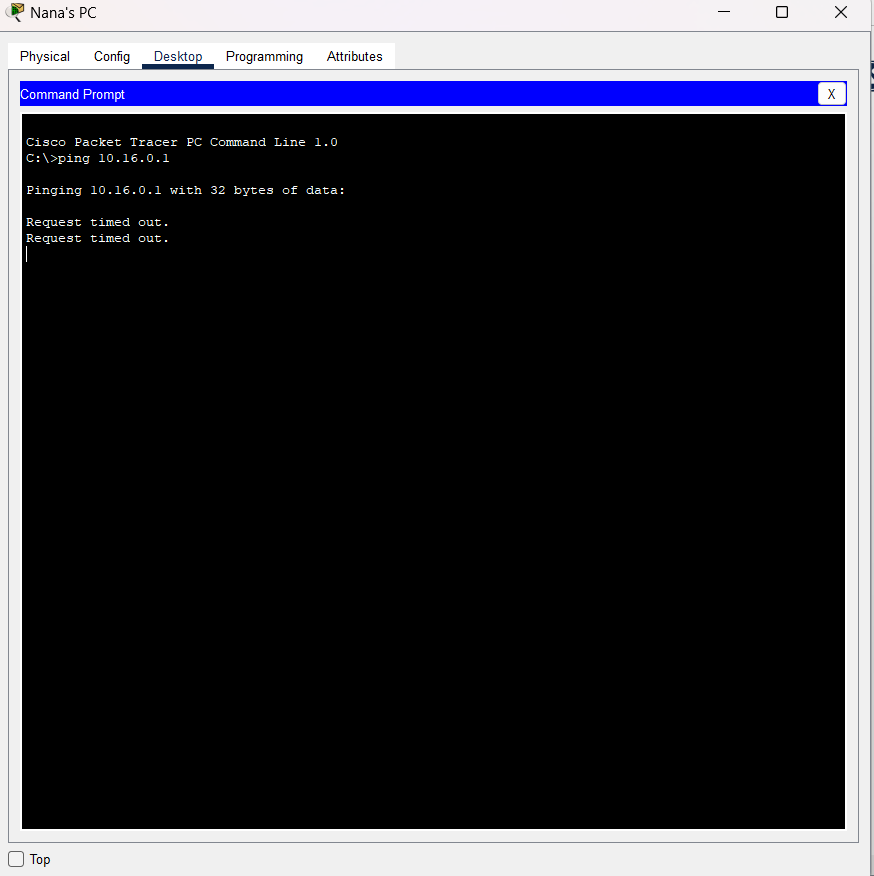 Nana's PC
Physical Config Desktop Programming Attributes
Command Prompt X
Cisco Packet Tracer PC Command Line 1.0
C:\>ping 10.16.0.1
Pinging 10.16.0.1 with 32 bytes of data:
Request timed out.
Request timed out.
Top